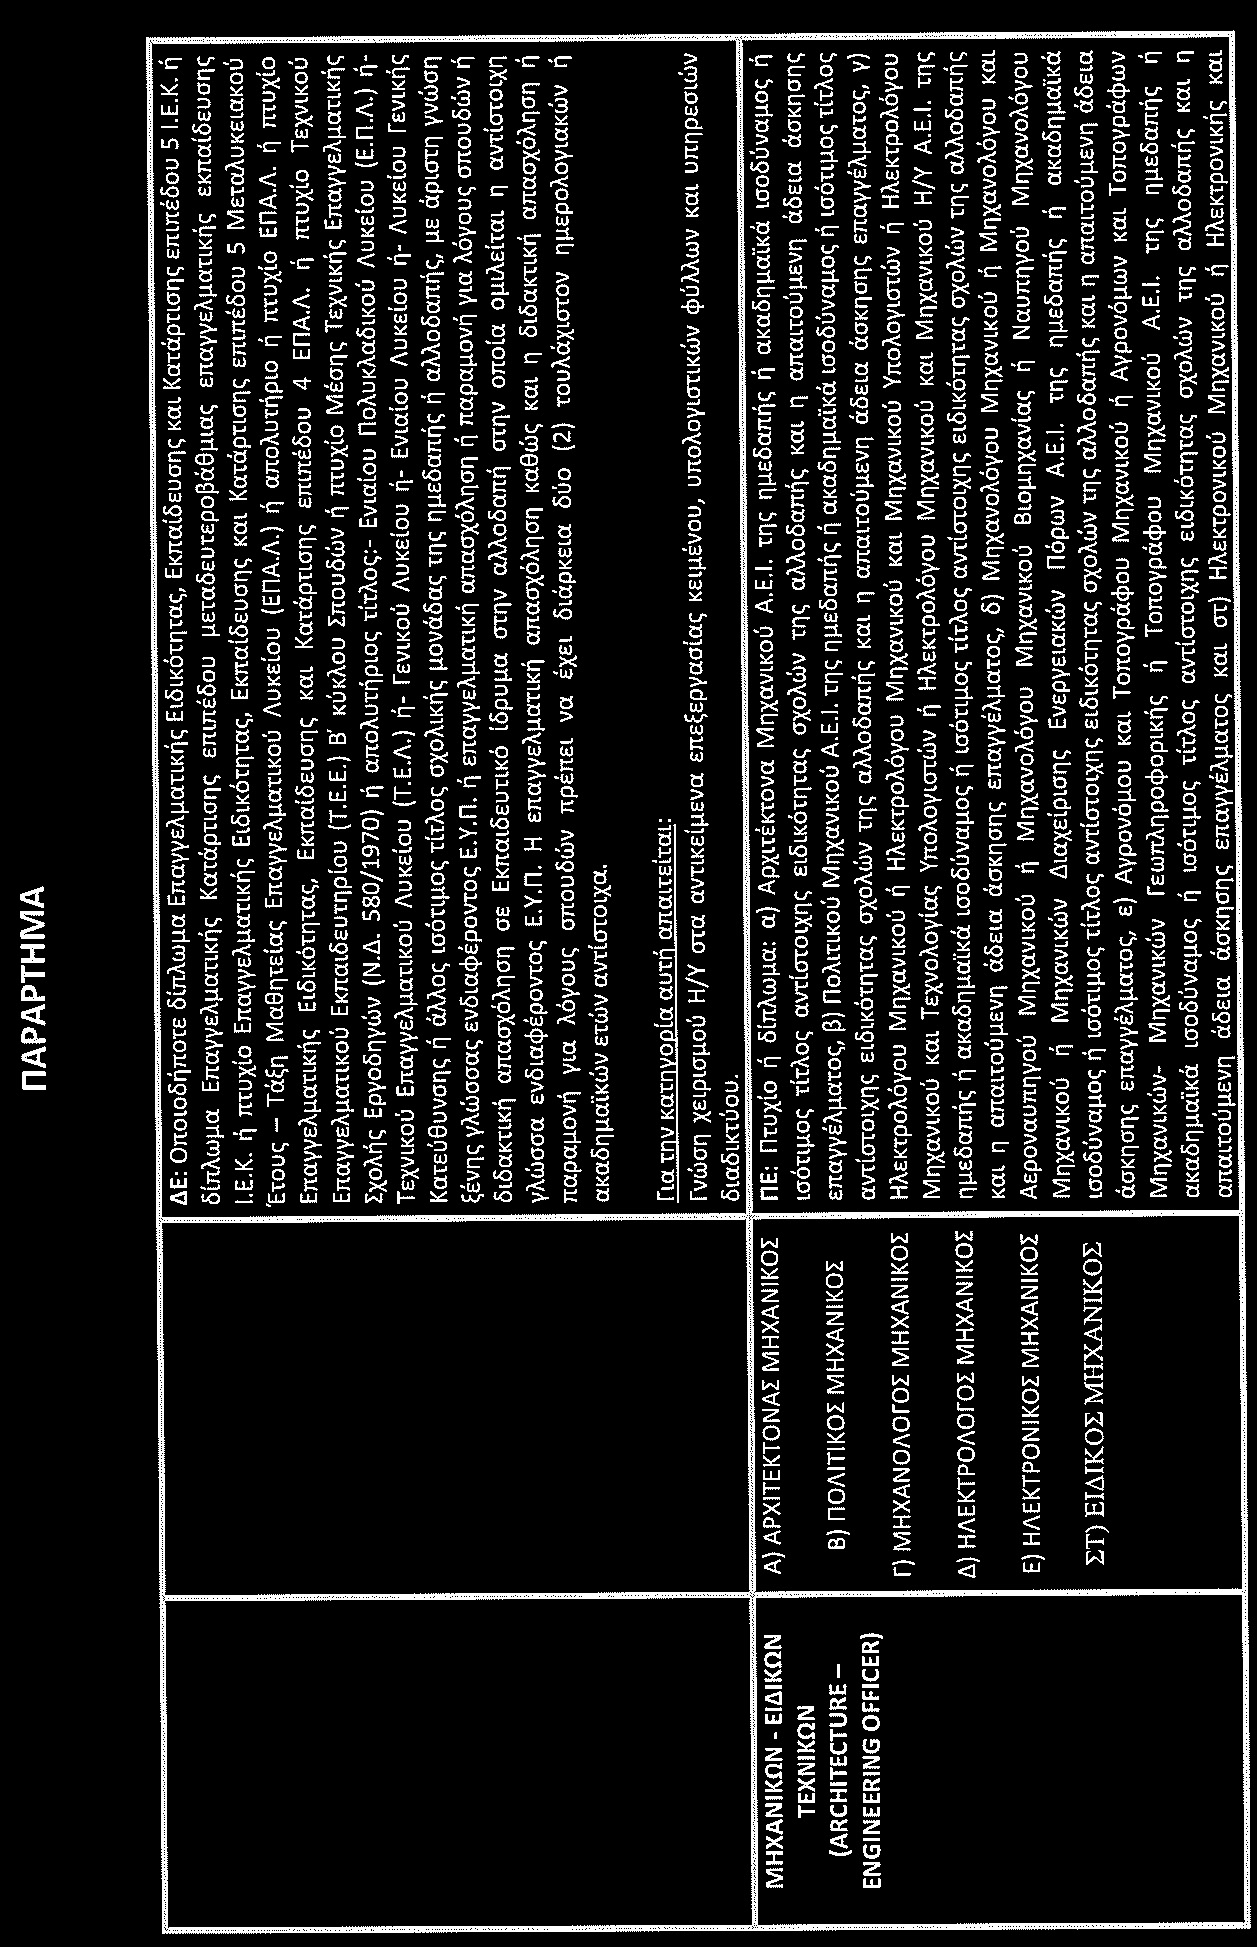 ΠΑΡΑΡΤΗΜΑ
ΔΕ: Οποιοδήποτε δίπλωμα Επαγγελματικής Ειδικότητας, Εκπαίδευσης και Κατάρτισης επιπέδου 5 Ι.Ε.Κ. ή
δίπλωμα Επαγγελματικής Κατάρτισης επιπέδου μεταδευτεροβάθμιας επαγγελματικής εκπαίδευσης
Ι.Ε.Κ. ή πτυχίο Επαγγελματικής Ειδικότητας, Εκπαίδευσης και Κατάρτισης επιπέδου 5 Μεταλυκειακού
Έτους – Τάξη Μαθητείας Επαγγελματικού Λυκείου (ΕΠΑ.Λ.) ή απολυτήριο ή πτυχίο ΕΠΑ.Λ. ή πτυχίο
Επαγγελματικής Ειδικότητας, Εκπαίδευσης και Κατάρτισης επιπέδου 4 ΕΠΑ.Λ. ή πτυχίο Τεχνικού
Επαγγελματικού Εκπαιδευτηρίου (Τ.Ε.Ε.) Β' κύκλου Σπουδών ή πτυχίο Μέσης Τεχνικής Επαγγελματικής
Σχολής Εργοδηγών (Ν.Δ. 580/1970) ή απολυτήριος τίτλος:- Ενιαίου Πολυκλαδικού Λυκείου (Ε.Π.Λ.) ή-
Τεχνικού Επαγγελματικού Λυκείου (Τ.Ε.Λ.) ή- Γενικού Λυκείου ή- Ενιαίου Λυκείου ή- Λυκείου Γενικής
Κατεύθυνσης ή άλλος ισότιμος τίτλος σχολικής μονάδας της ημεδαπής ή αλλοδαπής, με άριστη γνώση
ξένης γλώσσας ενδιαφέροντος Ε.Υ.Π. ή επαγγελματική απασχόληση ή παραμονή για λόγους σπουδών ή
διδακτική απασχόληση σε Εκπαιδευτικό ίδρυμα στην αλλοδαπή στην οποία ομιλείται η αντίστοιχη
γλώσσα ενδιαφέροντος Ε.Υ.Π. Η επαγγελματική απασχόληση καθώς και η διδακτική απασχόληση ή
παραμονή για λόγους σπουδών πρέπει να έχει διάρκεια δύο (2) τουλάχιστον ημερολογιακών ή
ακαδημαϊκών ετών αντίστοιχα.
Για την κατηγορία αυτή απαιτείται:
Γνώση χειρισμού Η/Υ στα αντικείμενα επεξεργασίας κειμένου, υπολογιστικών φύλλων και υπηρεσιών
διαδικτύου.
ΜΗΧΑΝΙΚΩΝ - ΕΙΔΙΚΩΝ
ΤΕΧΝΙΚΩΝ
(ARCHITECTURE –
ENGINEERING OFFICER)
Α) ΑΡΧΙΤΕΚΤΟΝΑΣ ΜΗΧΑΝΙΚΟΣ
Β) ΠΟΛΙΤΙΚΟΣ ΜΗΧΑΝΙΚΟΣ
Γ) ΜΗΧΑΝΟΛΟΓΟΣ ΜΗΧΑΝΙΚΟΣ
Δ) ΗΛΕΚΤΡΟΛΟΓΟΣ ΜΗΧΑΝΙΚΟΣ
Ε) ΗΛΕΚΤΡΟΝΙΚΟΣ ΜΗΧΑΝΙΚΟΣ
ΣΤ) ΕΙΔΙΚΟΣ ΜΗΧΑΝΙΚΟΣ
ΠΕ: Πτυχίο ή δίπλωμα: α) Αρχιτέκτονα Μηχανικού Α.Ε.Ι. της ημεδαπής ή ακαδημαϊκά ισοδύναμος ή
ισότιμος τίτλος αντίστοιχης ειδικότητας σχολών της αλλοδαπής και η απαιτούμενη άδεια άσκησης
επαγγέλματος, β) Πολιτικού Μηχανικού Α.Ε.Ι. της ημεδαπής ή ακαδημαϊκά ισοδύναμος ή ισότιμος τίτλος
αντίστοιχης ειδικότητας σχολών της αλλοδαπής και η απαιτούμενη άδεια άσκησης επαγγέλματος, γ)
Ηλεκτρολόγου Μηχανικού ή Ηλεκτρολόγου Μηχανικού και Μηχανικού Υπολογιστών ή Ηλεκτρολόγου
Μηχανικού και Τεχνολογίας Υπολογιστών ή Ηλεκτρολόγου Μηχανικού και Μηχανικού Η/Υ Α.Ε.Ι. της
ημεδαπής ή ακαδημαϊκά ισοδύναμος ή ισότιμος τίτλος αντίστοιχης ειδικότητας σχολών της αλλοδαπής
και η απαιτούμενη άδεια άσκησης επαγγέλματος, δ) Μηχανολόγου Μηχανικού ή Μηχανολόγου και
Αεροναυπηγού Μηχανικού ή Μηχανολόγου Μηχανικού Βιομηχανίας ή Ναυπηγού Μηχανολόγου
Μηχανικού ή Μηχανικών Διαχείρισης Ενεργειακών Πόρων Α.Ε.Ι. της ημεδαπής ή ακαδημαϊκά
ισοδύναμος ή ισότιμος τίτλος αντίστοιχης ειδικότητας σχολών της αλλοδαπής και η απαιτούμενη άδεια
άσκησης επαγγέλματος, ε) Αγρονόμου και Τοπογράφου Μηχανικού ή Αγρονόμων και Τοπογράφων
Μηχανικών- Μηχανικών Γεωπληροφορικής ή Τοπογράφου Μηχανικού Α.Ε.Ι. της ημεδαπής ή
ακαδημαϊκά ισοδύναμος ή ισότιμος τίτλος αντίστοιχης ειδικότητας σχολών της αλλοδαπής και η
απαιτούμενη άδεια άσκησης επαγγέλματος και στ) Ηλεκτρονικού Μηχανικού ή Ηλεκτρονικής και